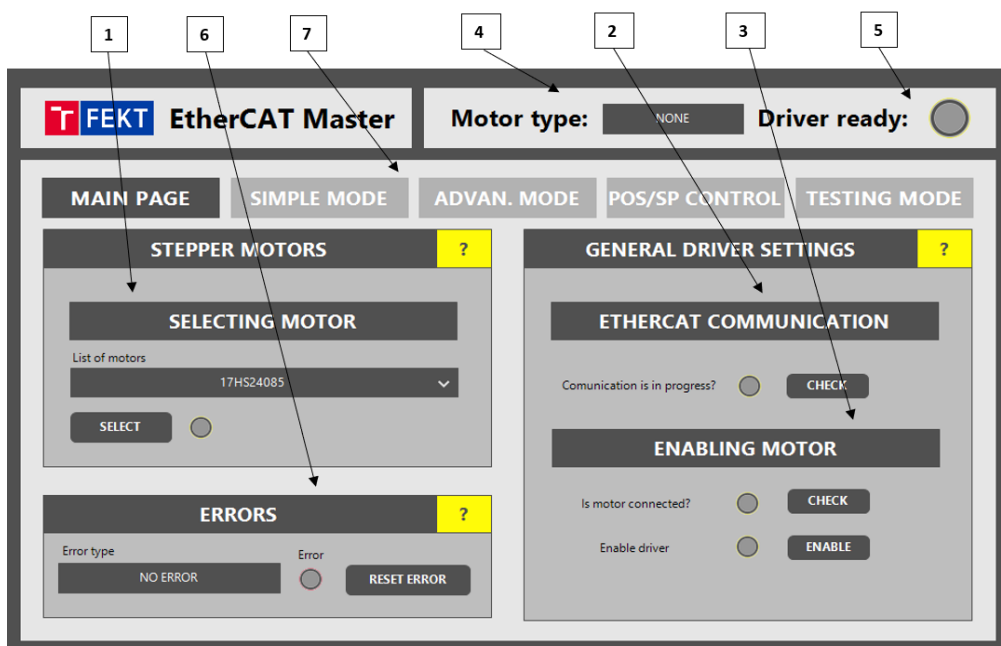 1 6 7 4 2 3 5
T FEKT EtherCAT Master
Motor type: NONE Driver ready:
MAIN PAGE SIMPLE MODE ADVAN. MODE POS/SP CONTROL TESTING MODE
STEPPER MOTORS ?
SELECTING MOTOR
List of motors
17HS24085
SELECT
ERRORS ?
Error type
Error
NO ERROR
RESET ERROR
GENERAL DRIVER SETTINGS ?
ETHERCAT COMMUNICATION
Comunication is in progress? CHECK
ENABLING MOTOR
Is motor connected? CHECK
Enable driver ENABLE